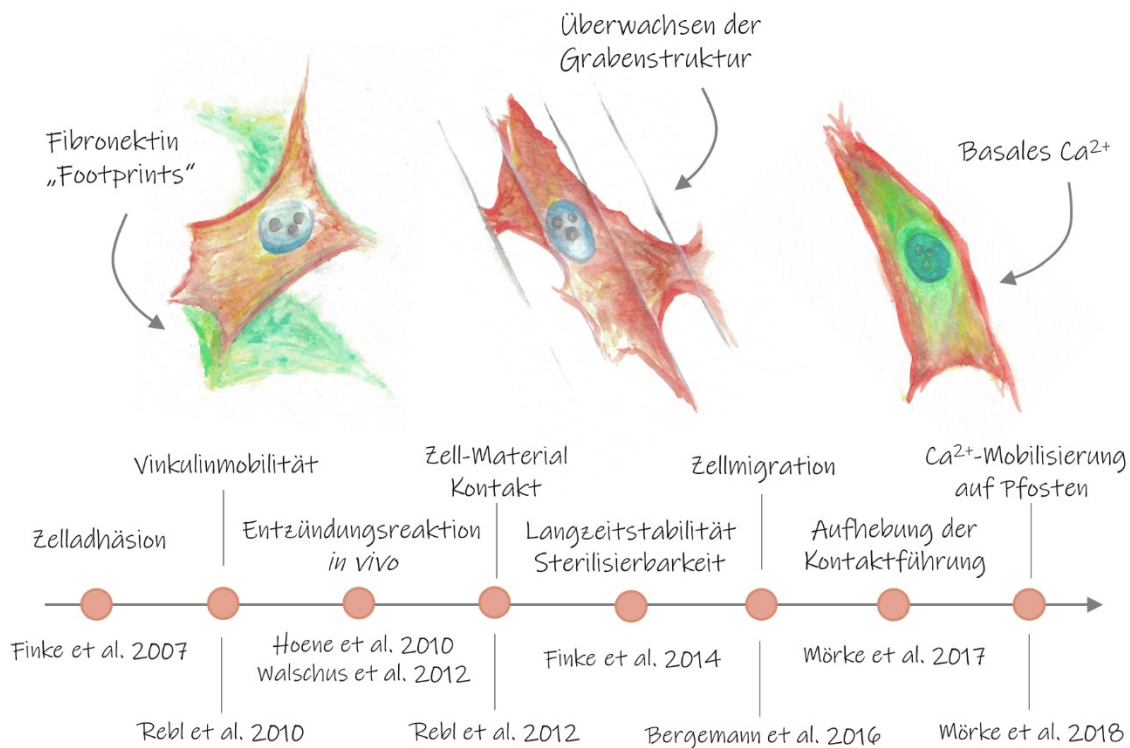 Überwachsen der
Grabenstruktur
Fibronektin
„Footprints“
Basales Ca²⁺
Vinkulinmobilität
Zell-Material
Kontakt
Zellmigration
Ca²⁺-Mobilisierung
auf Pfosten
Zelladhäsion
Entzündungsreaktion
in vivo
Langzeitstabilität
Sterilisierbarkeit
Aufhebung der
Kontaktführung
Finke et al. 2007
Hoene et al. 2010
Walschus et al. 2012
Finke et al. 2014
Mörke et al. 2017
Rebl et al. 2010
Rebl et al. 2012
Bergemann et al. 2016
Mörke et al. 2018